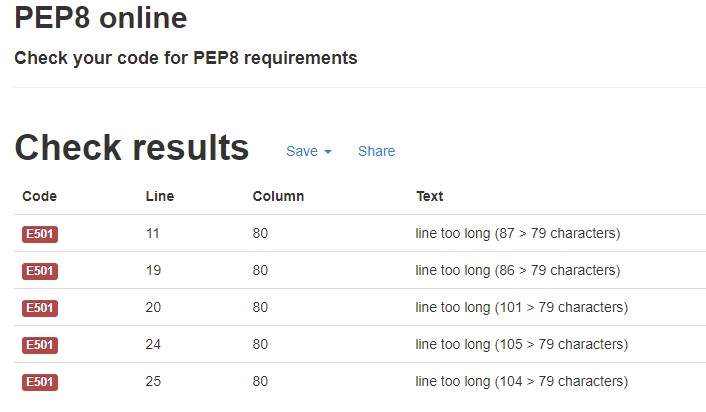 PEP8 online
Check your code for PEP8 requirements
Check results Save Share
Code Line Column Text
E501 11 80 line too long (87 > 79 characters)
E501 19 80 line too long (86 > 79 characters)
E501 20 80 line too long (101 > 79 characters)
E501 24 80 line too long (105 > 79 characters)
E501 25 80 line too long (104 > 79 characters)